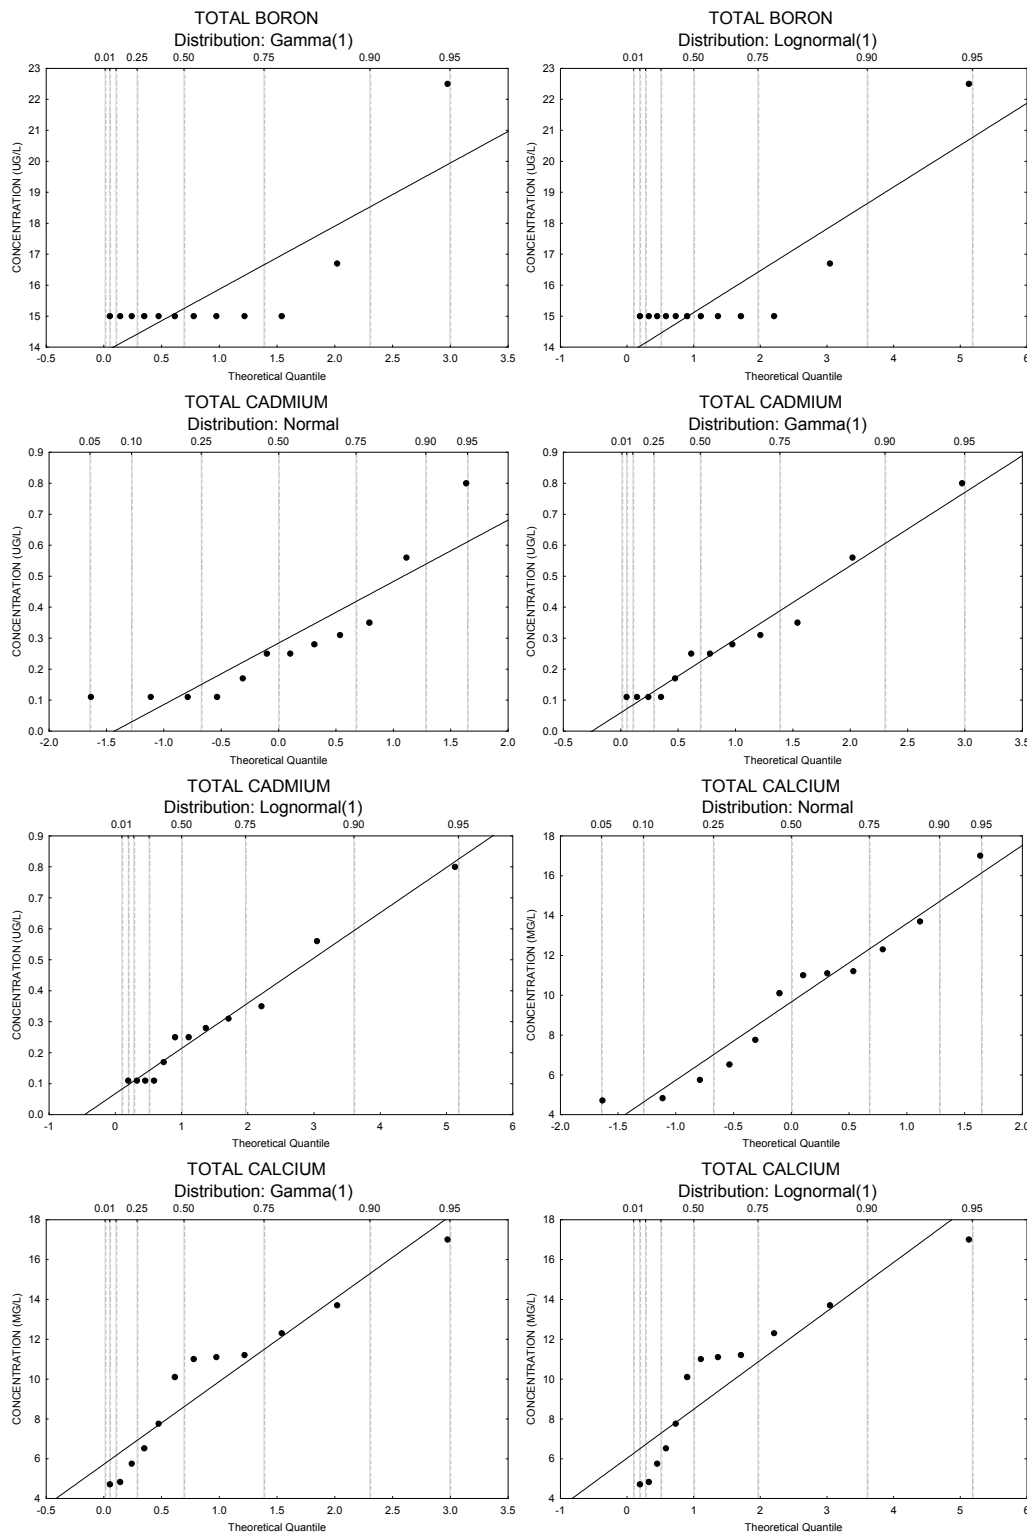 TOTAL BORON
Distribution: Gamma(1)
0.01 0.25 0.50 0.75 0.90 0.95
23
22
21
20
19
18
17
16
15
14
CONCENTRATION (UG/L)
-0.5 0.0 0.5 1.0 1.5 2.0 2.5 3.0 3.5
Theoretical Quantile
TOTAL BORON
Distribution: Lognormal(1)
0.01 0.50 0.75 0.90 0.95
23
22
21
20
19
18
17
16
15
14
CONCENTRATION (UG/L)
-1 0 1 2 3 4 5 6
Theoretical Quantile
TOTAL CADMIUM
Distribution: Normal
0.05 0.10 0.25 0.50 0.75 0.90 0.95
0.9
0.8
0.7
0.6
0.5
0.4
0.3
0.2
0.1
0.0
CONCENTRATION (UG/L)
-2.0 -1.5 -1.0 -0.5 0.0 0.5 1.0 1.5 2.0
Theoretical Quantile
TOTAL CADMIUM
Distribution: Gamma(1)
0.01 0.25 0.50 0.75 0.90 0.95
0.9
0.8
0.7
0.6
0.5
0.4
0.3
0.2
0.1
0.0
CONCENTRATION (UG/L)
-0.5 0.0 0.5 1.0 1.5 2.0 2.5 3.0 3.5
Theoretical Quantile
TOTAL CADMIUM
Distribution: Lognormal(1)
0.01 0.50 0.75 0.90 0.95
0.9
0.8
0.7
0.6
0.5
0.4
0.3
0.2
0.1
0.0
CONCENTRATION (UG/L)
-1 0 1 2 3 4 5 6
Theoretical Quantile
TOTAL CALCIUM
Distribution: Normal
0.05 0.10 0.25 0.50 0.75 0.90 0.95
18
16
14
12
10
8
6
4
CONCENTRATION (MG/L)
-2.0 -1.5 -1.0 -0.5 0.0 0.5 1.0 1.5 2.0
Theoretical Quantile
TOTAL CALCIUM
Distribution: Gamma(1)
0.01 0.25 0.50 0.75 0.90 0.95
18
16
14
12
10
8
6
4
CONCENTRATION (MG/L)
-0.5 0.0 0.5 1.0 1.5 2.0 2.5 3.0 3.5
Theoretical Quantile
TOTAL CALCIUM
Distribution: Lognormal(1)
0.01 0.50 0.75 0.90 0.95
18
16
14
12
10
8
6
4
CONCENTRATION (MG/L)
-1 0 1 2 3 4 5 6
Theoretical Quantile